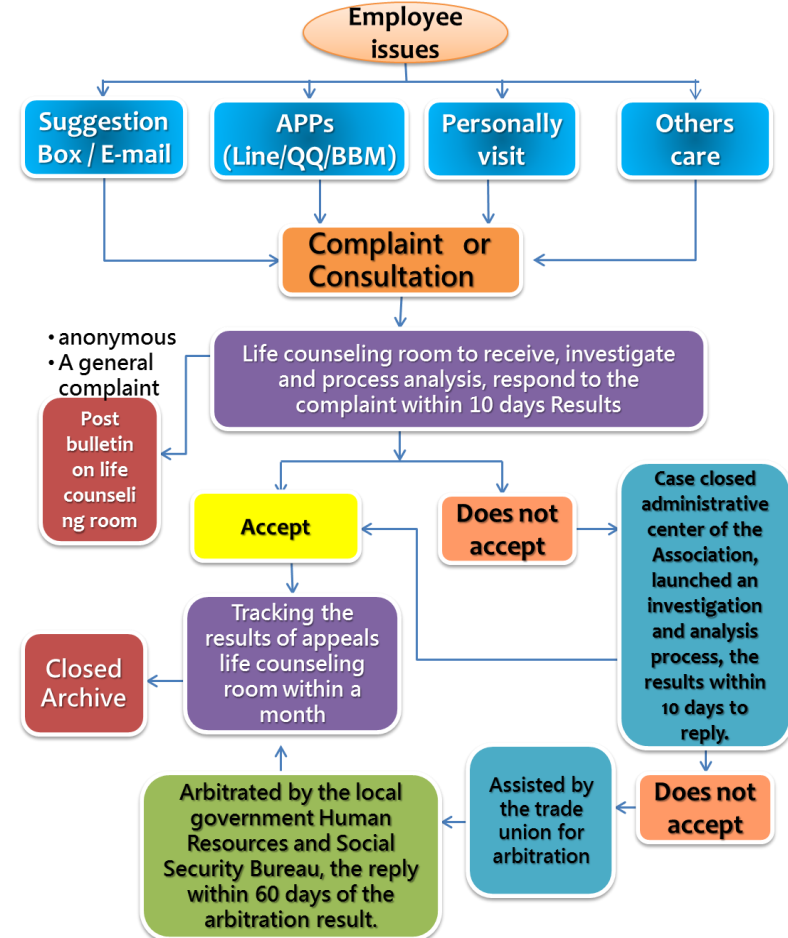 Employee
issues
Suggestion
Box / E-mail
APPs
(Line/QQ/BBM)
Personally
visit
Others
care
Complaint or
Consultation
• anonymous
• A general
complaint
Life counseling room to receive, investigate
and process analysis, respond to the
complaint within 10 days Results
Post
bulletin
on life
counseli
ng room
Accept
Does not
accept
Case closed
administrative
center of the
Association,
launched an
investigation
and analysis
process, the
results within
10 days to
reply.
Tracking the
results of appeals
life counseling
room within a
month
Closed
Archive
Does not
accept
Assisted by
the trade
union for
arbitration
Arbitrated by the local
government Human
Resources and Social
Security Bureau, the reply
within 60 days of the
arbitration result.